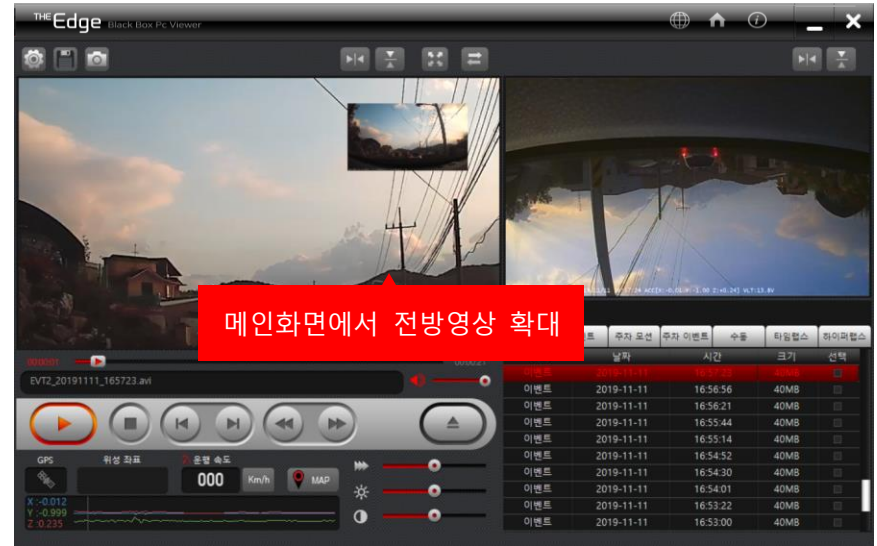 THE Edge Black Box Pc Viewer
메인화면에서 전방영상 확대
주차 모션 주차 이벤트 수동 타임랩스 하이퍼랩스
날짜 시간 크기 선택
000001
EVT2_20191111_165723.avi
이벤트 2019-11-11 16:57:23 40MB
이벤트 2019-11-11 16:56:56 40MB
이벤트 2019-11-11 16:56:21 40MB
이벤트 2019-11-11 16:55:44 40MB
이벤트 2019-11-11 16:55:14 40MB
이벤트 2019-11-11 16:54:52 40MB
이벤트 2019-11-11 16:54:30 40MB
이벤트 2019-11-11 16:54:01 40MB
이벤트 2019-11-11 16:53:22 40MB
이벤트 2019-11-11 16:53:00 40MB
GPS 위성 좌표 운행 속도
000 Km/h MAP
X :-0.012
Y :-0.999
Z :0.235